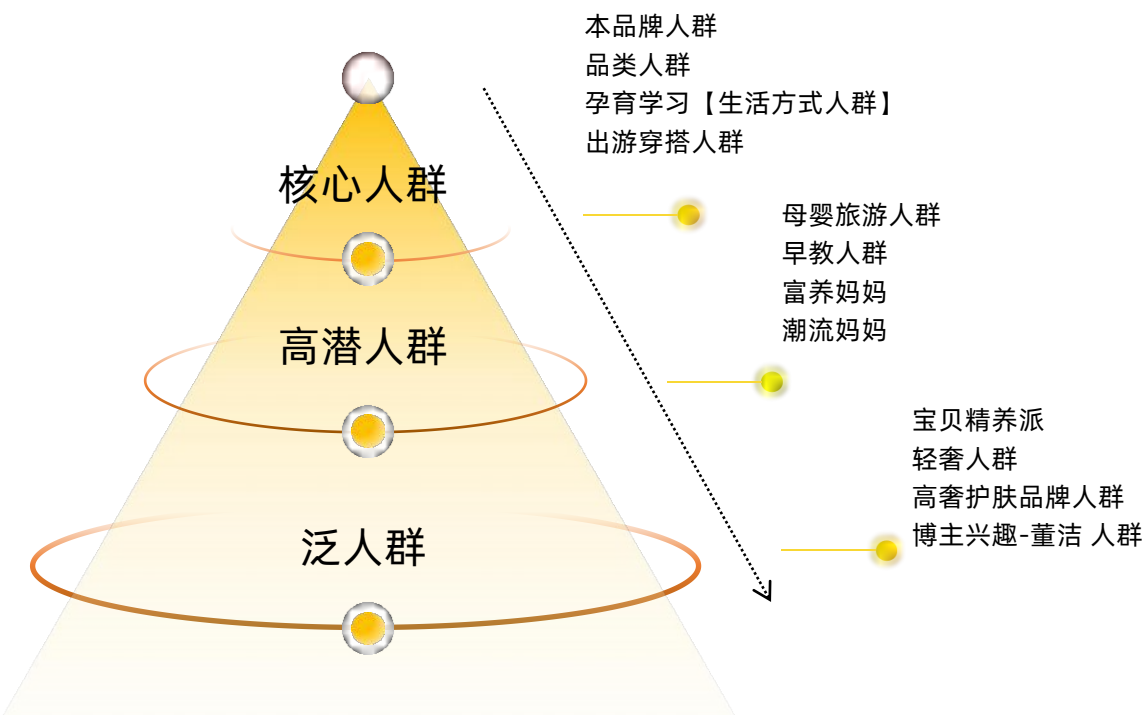 本品牌人群
品类人群
孕育学习【生活方式人群】
出游穿搭人群
核心人群
母婴旅游人群
早教人群
富养妈妈
潮流妈妈
高潜人群
宝贝精养派
轻奢人群
高奢护肤品牌人群
博主兴趣-董洁 人群
泛人群